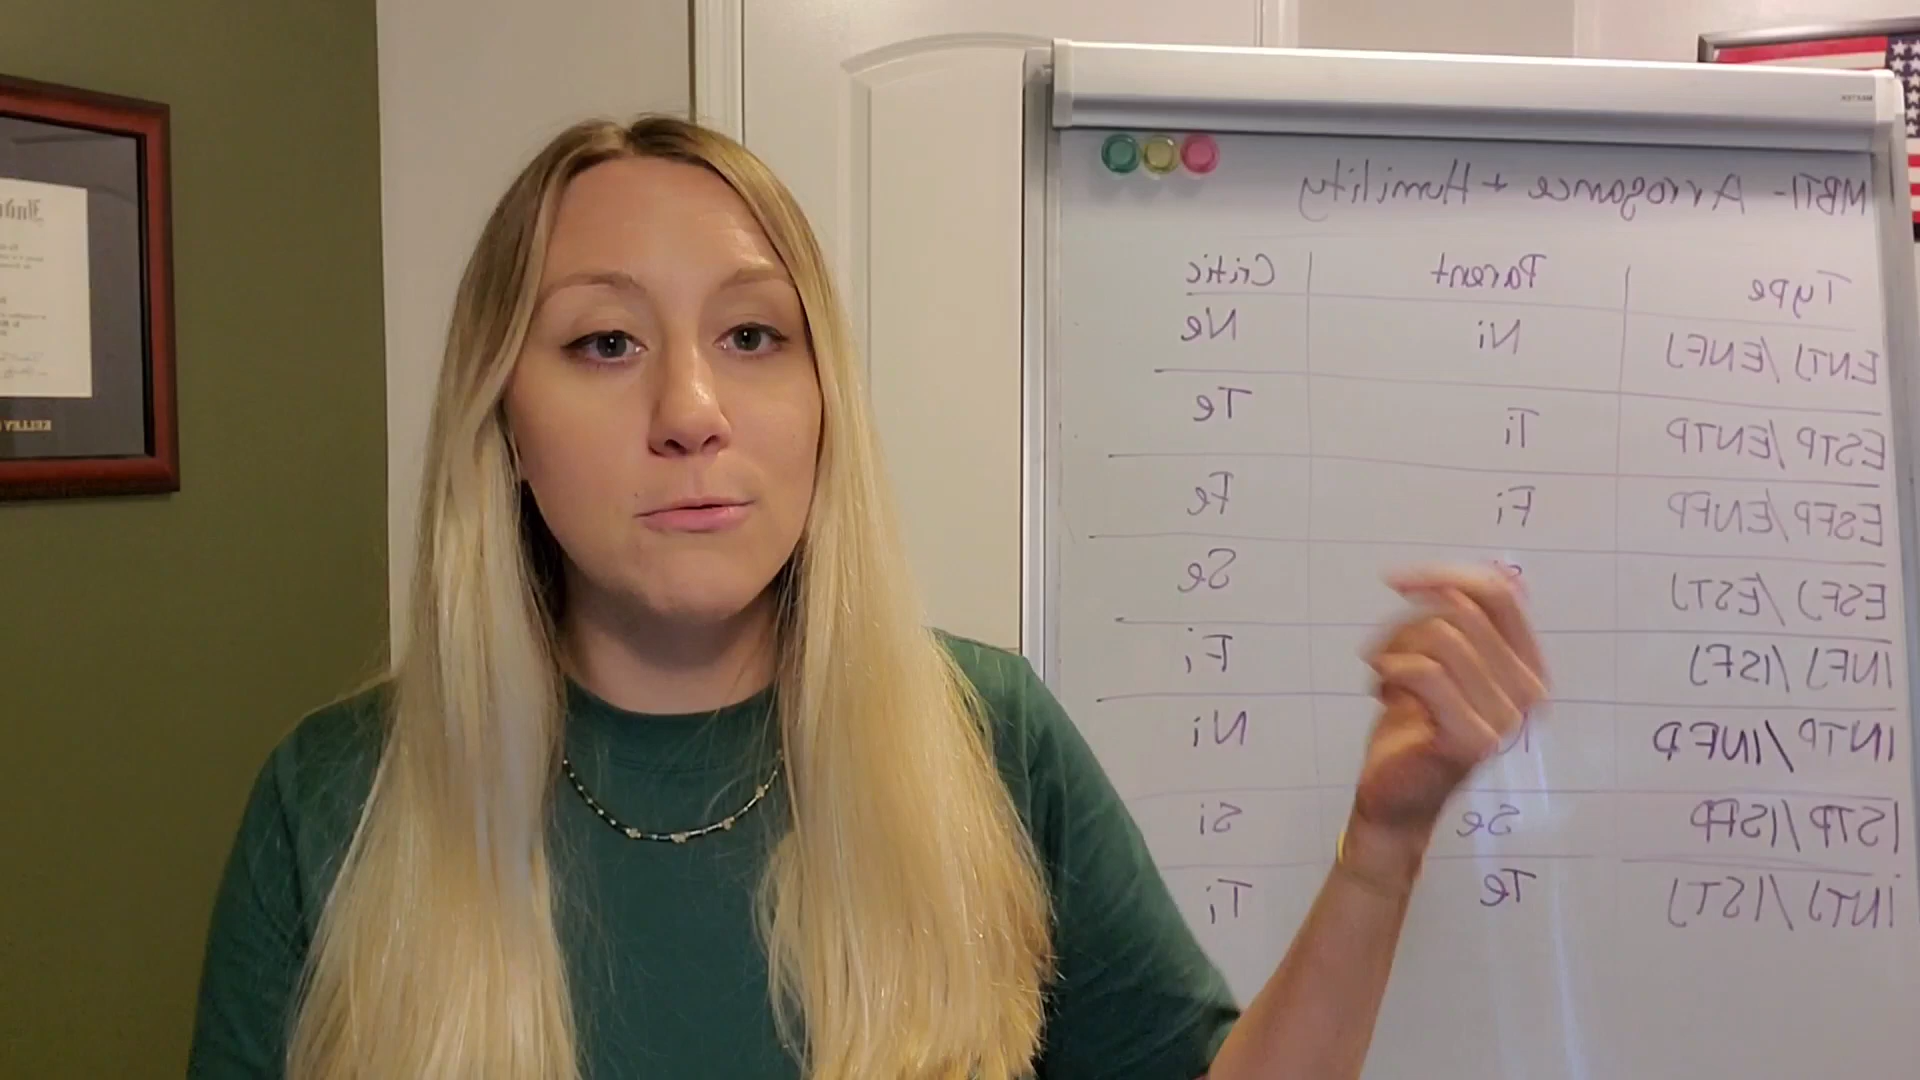 MBTI - Arrogance + Humility
Type Parent Critic
ENTJ/ENFJ Ni Ne
ESTP/ENTP Ti Te
ESFP/ENFP Fi Fe
ESFJ/ESTJ Se
INFJ/ISFJ Fi
INTP/INFP Ni
ISTP/ISFP Se Si
INTJ/ISTJ Te Ti
KELLEY